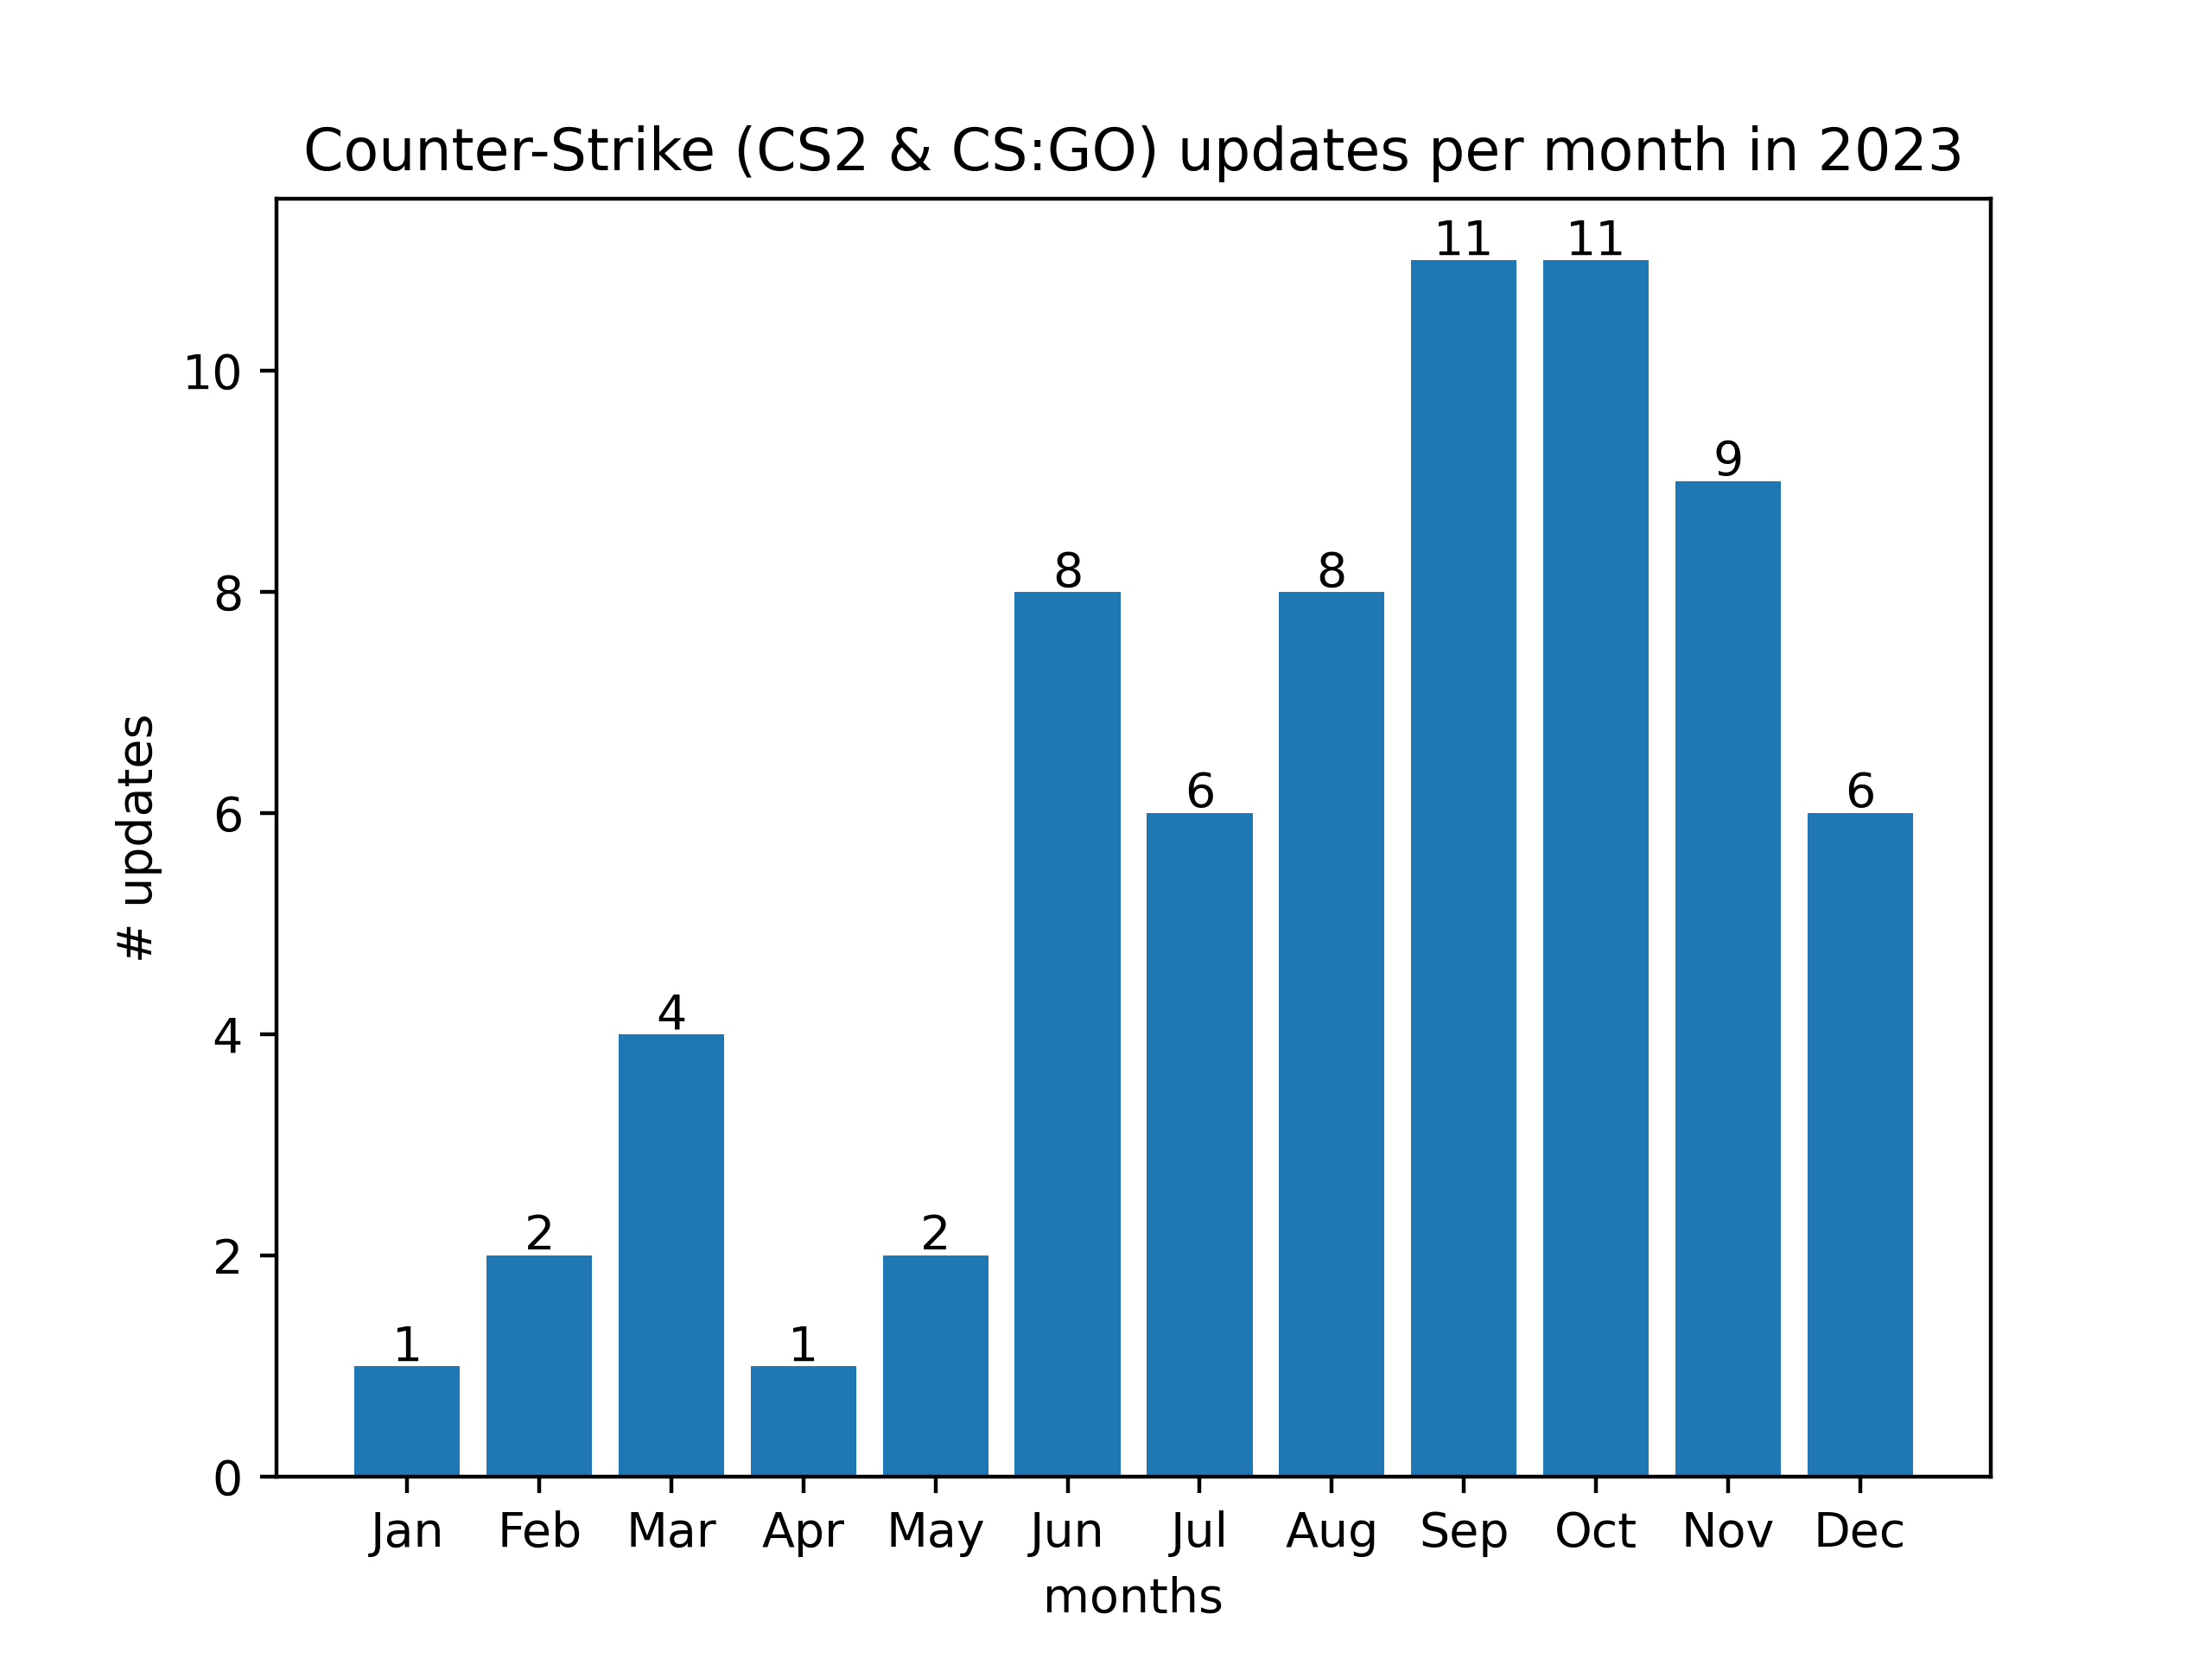 Counter-Strike (CS2 & CS:GO) updates per month in 2023
11 11
10
9
8 8 8
6 6
6
4
4
2 2
2
1 1
0
# updates
Jan Feb Mar Apr May Jun Jul Aug Sep Oct Nov Dec
months